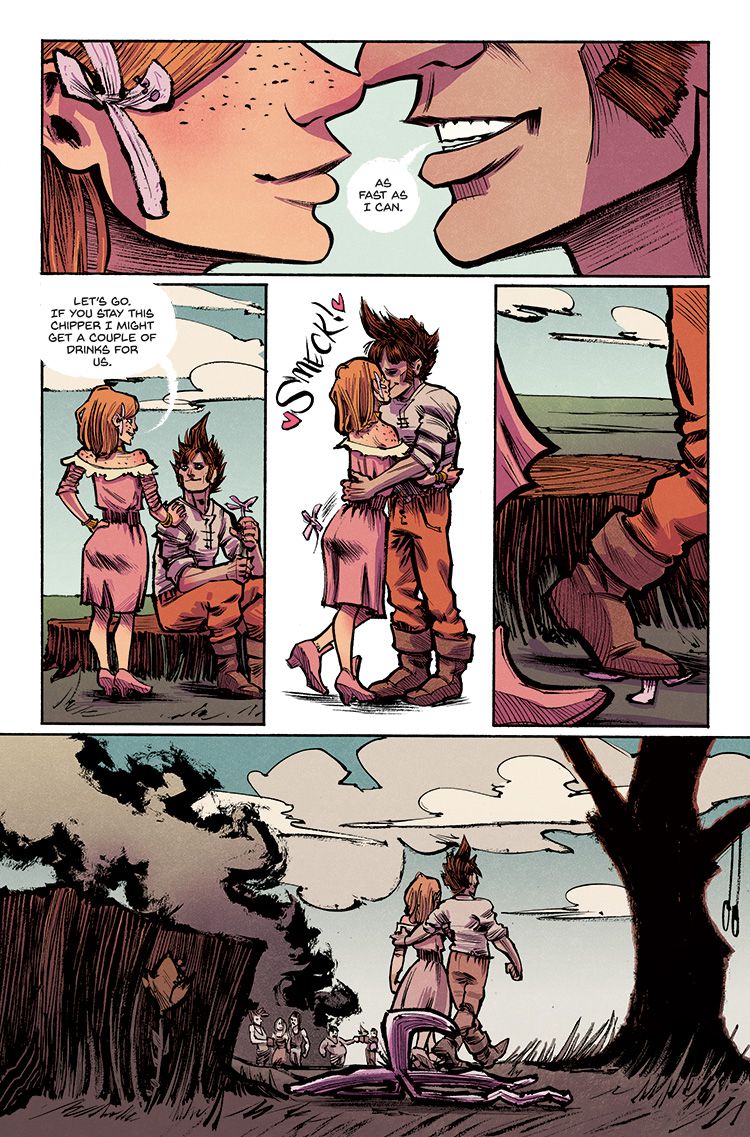 AS
FAST AS
I CAN.
LET'S GO.
IF YOU STAY THIS
CHIPPER I MIGHT
GET A COUPLE OF
DRINKS FOR
US.
SMECK!